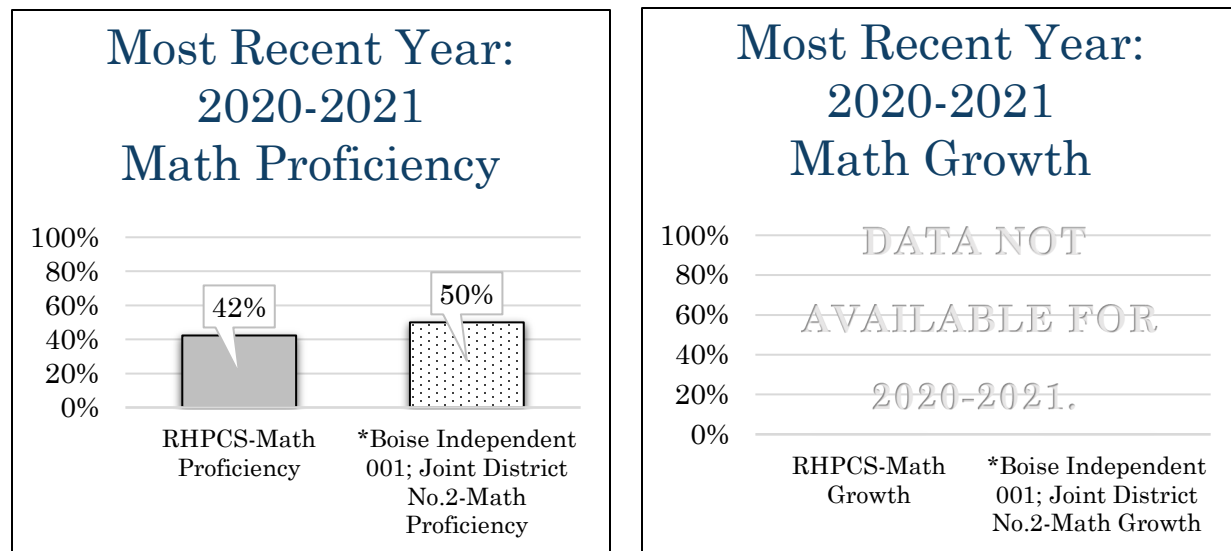 Most Recent Year:
2020-2021
Math Proficiency
100%
80%
60%
40%
20%
0%
42%
50%
RHPCS-Math
Proficiency
*Boise Independent
001; Joint District
No.2-Math
Proficiency
Most Recent Year:
2020-2021
Math Growth
100%
80%
60%
40%
20%
0%
DATA NOT
AVAILABLE FOR
2020-2021.
RHPCS-Math
Growth
*Boise Independent
001; Joint District
No.2-Math Growth